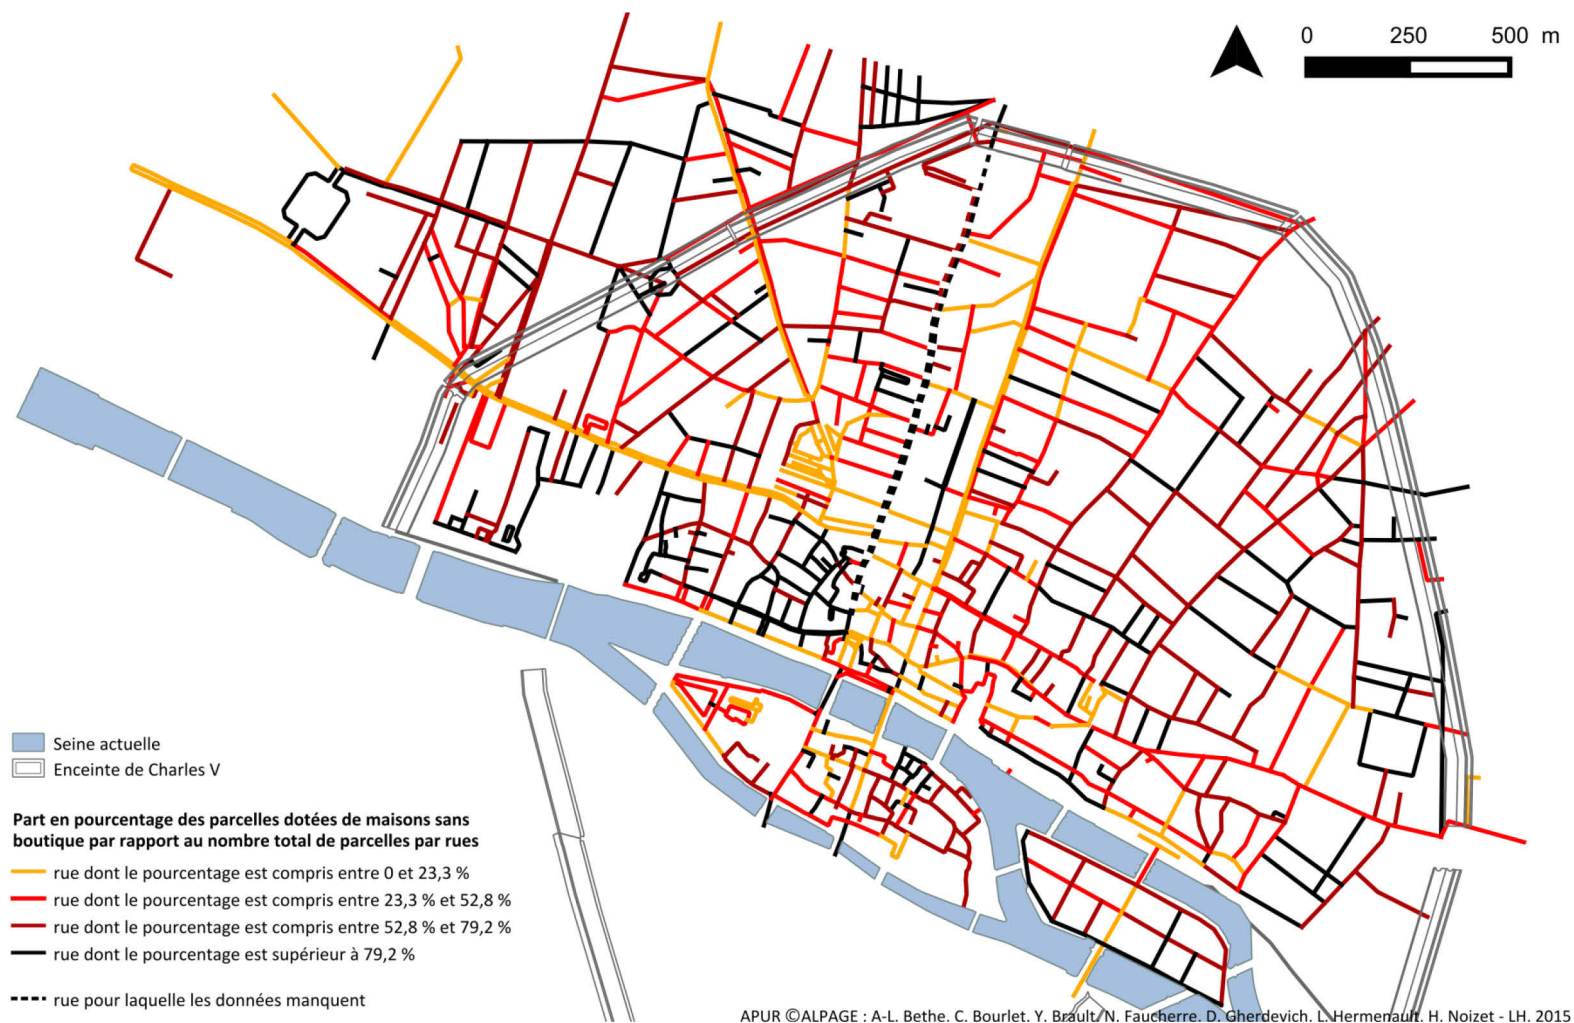 0 250 500 m
Seine actuelle
Enceinte de Charles V
Part en pourcentage des parcelles dotées de maisons sans
boutique par rapport au nombre total de parcelles par rues
rue dont le pourcentage est compris entre 0 et 23,3 %
rue dont le pourcentage est compris entre 23,3 % et 52,8 %
rue dont le pourcentage est compris entre 52,8 % et 79,2 %
rue dont le pourcentage est supérieur à 79,2 %
rue pour laquelle les données manquent
APUR ©ALPAGE : A-L. Bethe, C. Bourlet, Y. Brault, N. Faucherre, D. Gherdevich, L. Hermenault, H. Noizet - LH. 2015